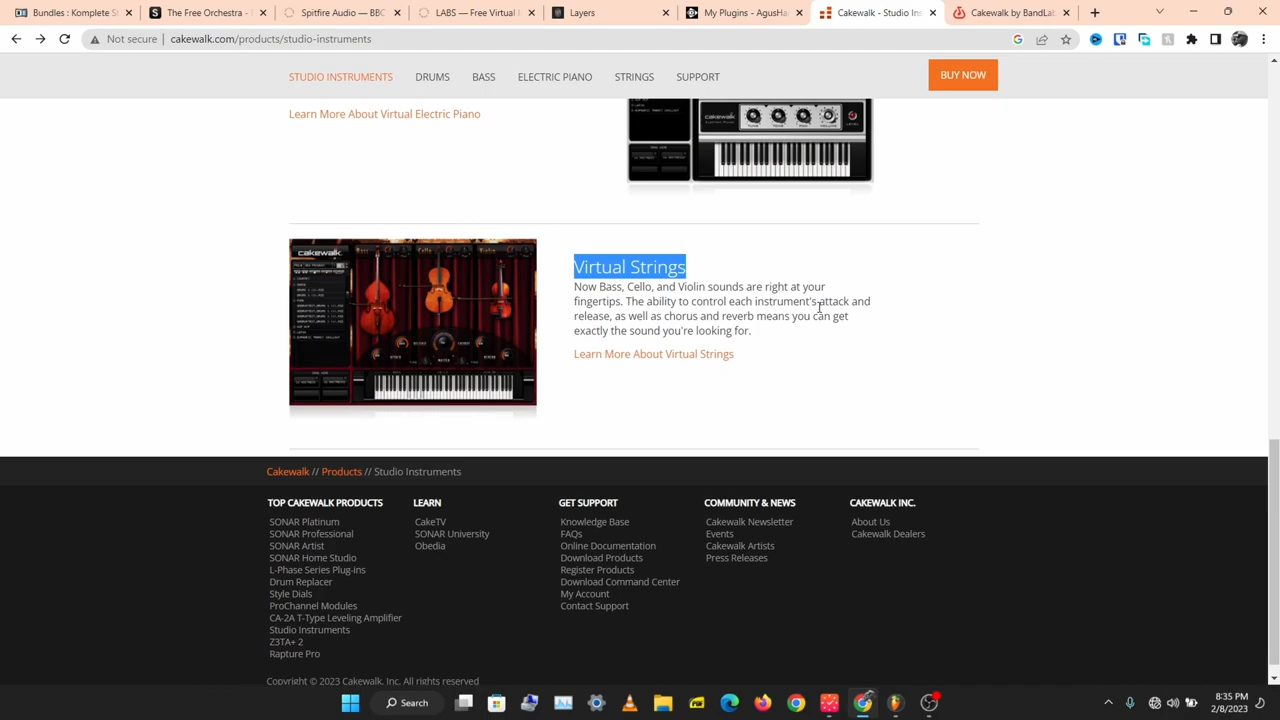 Bundles • Komplete • BBC S
LABS — Free Virtual
Layers
My Plugins - AgusHa
Cakewalk - Studio Instrume
Cakewalk by BandLab
Not secure
cakewalk.com/products/studio-instruments
STUDIO INSTRUMENTS
DRUMS
BASS
ELECTRIC PIANO
STRINGS
SUPPORT
BUY NOW
Learn More About Virtual Electric Piano
cakewalk
cakewalk
Virtual Strings
Now Bass, Cello, and Violin sounds are right at your
fingertips. The ability to control each instrument's attack and
release, as well as chorus and reverb means you can get
exactly the sound you're looking for.
Learn More About Virtual Strings
Cakewalk // Products // Studio Instruments
TOP CAKEWALK PRODUCTS
SONAR Platinum
SONAR Professional
SONAR Artist
SONAR Home Studio
L-Phase Series Plug-ins
Drum Replacer
Style Dials
ProChannel Modules
CA-2A T-Type Leveling Amplifier
Studio Instruments
Z3TA+ 2
Rapture Pro
LEARN
CakeTV
SONAR University
Obedia
GET SUPPORT
Knowledge Base
FAQs
Online Documentation
Download Products
Register Products
Download Command Center
My Account
Contact Support
COMMUNITY & NEWS
Cakewalk Newsletter
Events
Cakewalk Artists
Press Releases
CAKEWALK INC.
About Us
Cakewalk Dealers
Copyright © 2023 Cakewalk, Inc. All rights reserved
Search
8:35 PM
2/8/2023